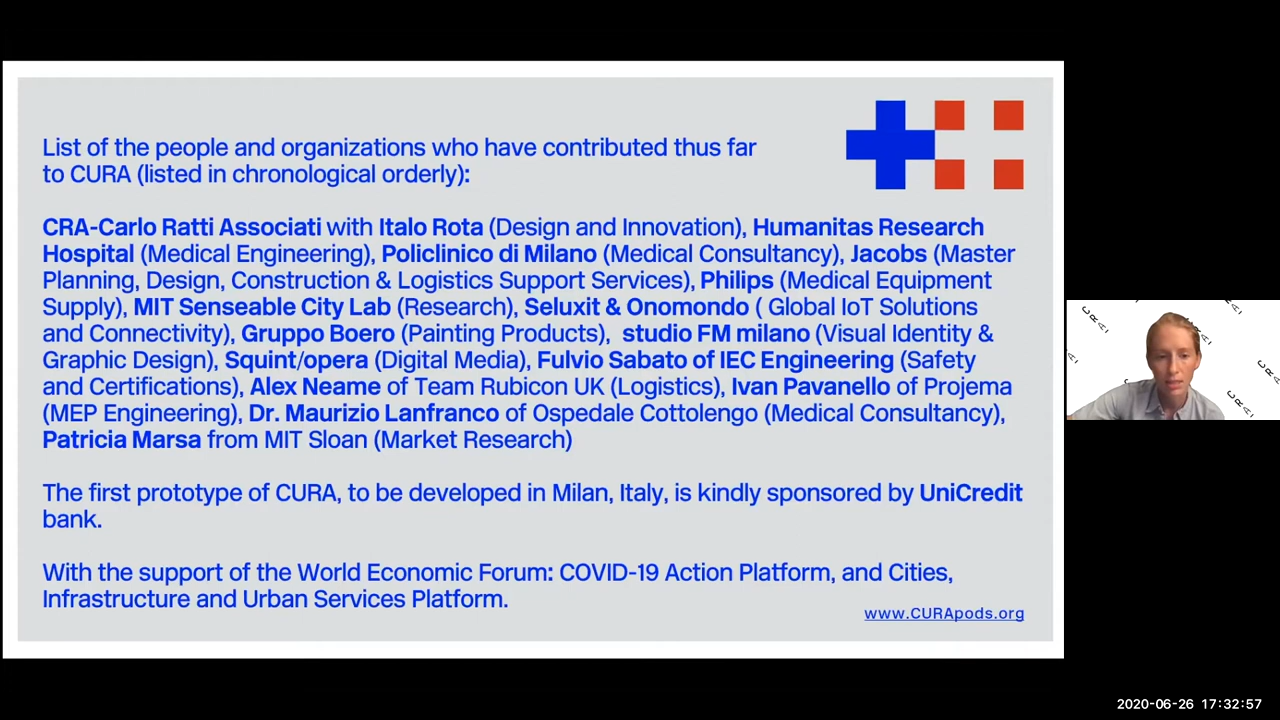 List of the people and organizations who have contributed thus far
to CURA (listed in chronological orderly):
CRA-Carlo Ratti Associati with Italo Rota (Design and Innovation), Humanitas Research
Hospital (Medical Engineering), Policlinico di Milano (Medical Consultancy), Jacobs (Master
Planning, Design, Construction & Logistics Support Services), Philips (Medical Equipment
Supply), MIT Senseable City Lab (Research), Seluxit & Onomondo ( Global IoT Solutions
and Connectivity), Gruppo Boero (Painting Products),  studio FM milano (Visual Identity &
Graphic Design), Squint/opera (Digital Media), Fulvio Sabato of IEC Engineering (Safety
and Certifications), Alex Neame of Team Rubicon UK (Logistics), Ivan Pavanello of Projema
(MEP Engineering), Dr. Maurizio Lanfranco of Ospedale Cottolengo (Medical Consultancy),
Patricia Marsa from MIT Sloan (Market Research)
The first prototype of CURA, to be developed in Milan, Italy, is kindly sponsored by UniCredit
bank.
With the support of the World Economic Forum: COVID-19 Action Platform, and Cities,
Infrastructure and Urban Services Platform.
www.CURApods.org
CRA
CRA
2020-06-26 17:32:57